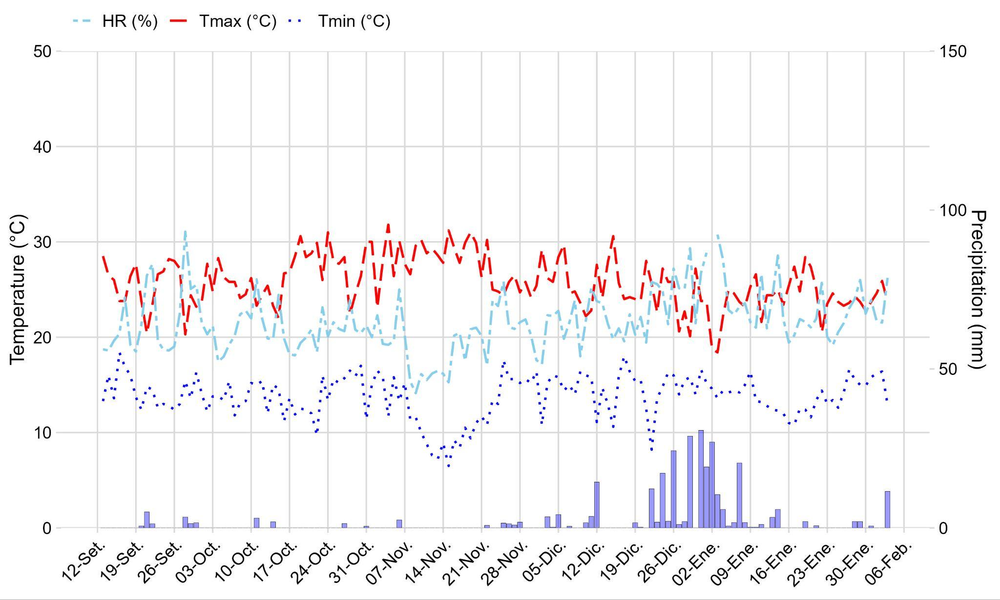 HR (%) Tmax (°C) Tmin (°C)
50
40
30
20
10
0
Temperature (°C)
150
100
50
0
Precipitation (mm)
12-Set.
19-Set.
26-Set.
03-Oct.
10-Oct.
17-Oct.
24-Oct.
31-Oct.
07-Nov.
14-Nov.
21-Nov.
28-Nov.
05-Dic.
12-Dic.
19-Dic.
26-Dic.
02-Ene.
09-Ene.
16-Ene.
23-Ene.
30-Ene.
06-Feb.